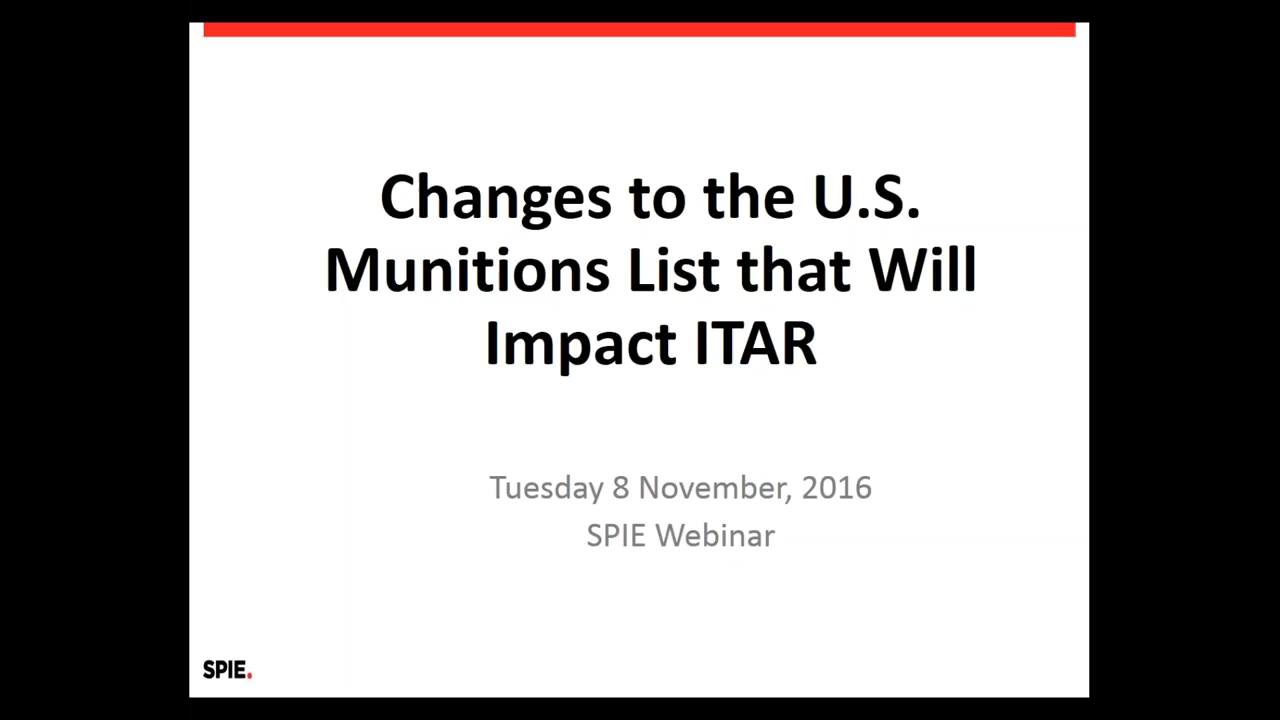 Changes to the U.S.
Munitions List that Will
Impact ITAR
Tuesday 8 November, 2016
SPIE Webinar
SPIE.